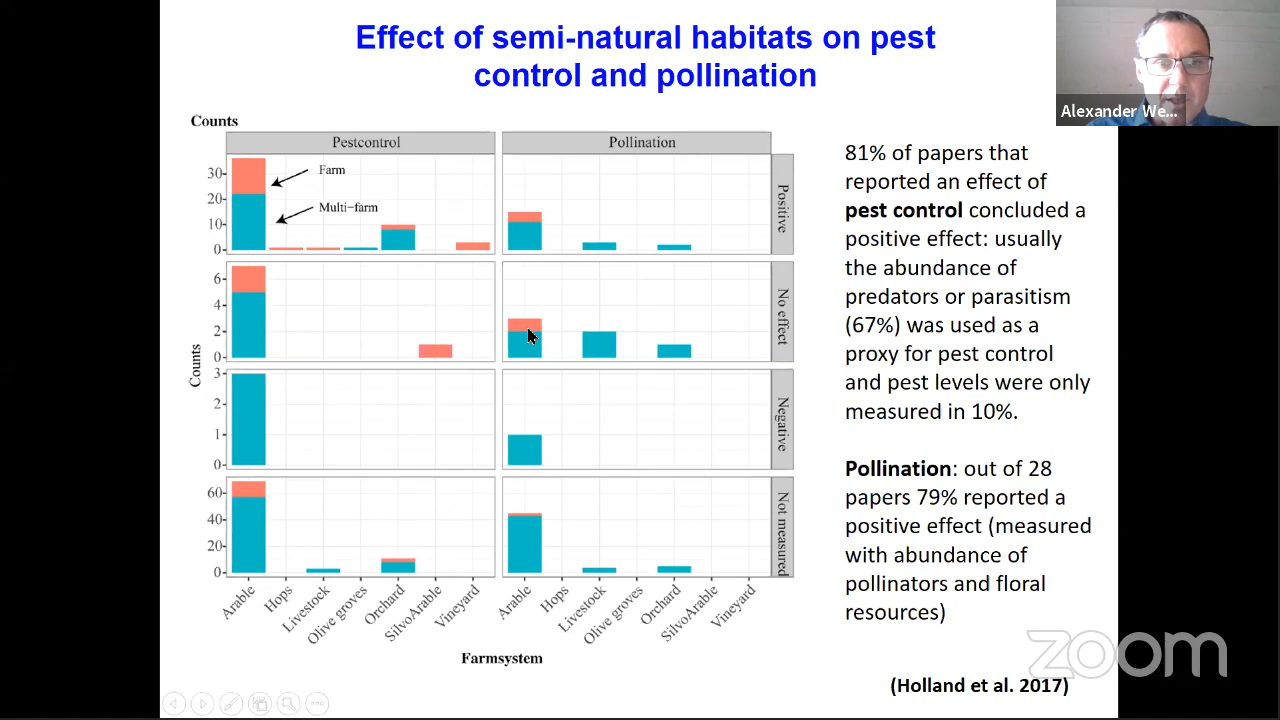 Effect of semi-natural habitats on pest
control and pollination
Alexander We...
Counts
Pestcontrol
Pollination
Farm
Multi−farm
30
20
10
0
Positive
6
4
2
0
No effect
3
2
1
0
Negative
60
40
20
0
Not measured
Counts
Arable
Hops
Livestock
Olive groves
Orchard
SilvoArable
Vineyard
Arable
Hops
Livestock
Olive groves
Orchard
SilvoArable
Vineyard
Farmsystem
81% of papers that
reported an effect of
pest control concluded a
positive effect: usually
the abundance of
predators or parasitism
(67%) was used as a
proxy for pest control
and pest levels were only
measured in 10%.
Pollination: out of 28
papers 79% reported a
positive effect (measured
with abundance of
pollinators and floral
resources)
zoom
(Holland et al. 2017)